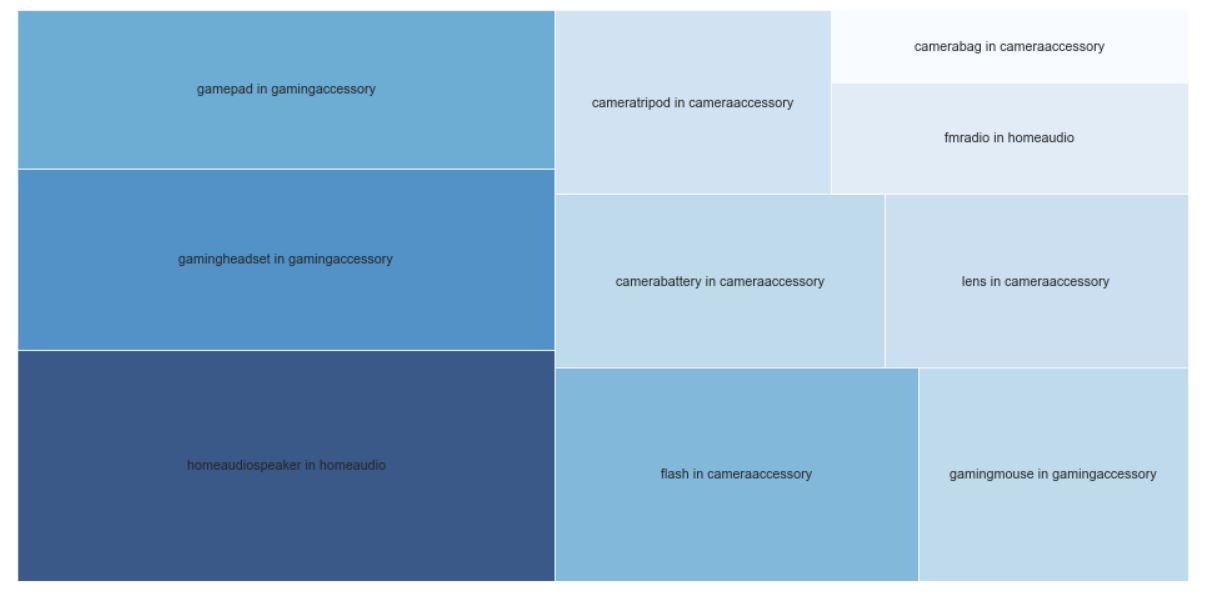 gamepad in gamingaccessory
gamingheadset in gamingaccessory
homeaudiospeaker in homeaudio
cameratripod in cameraaccessory
camerabag in cameraaccessory
fmradio in homeaudio
camerabattery in cameraaccessory
lens in cameraaccessory
flash in cameraaccessory
gamingmouse in gamingaccessory